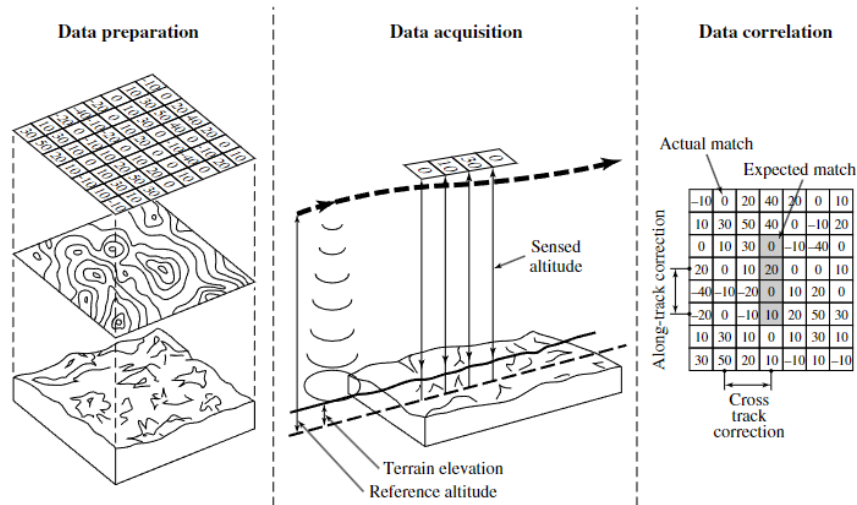 Data preparation
Data acquisition
Data correlation
0 10 30 0
Actual match
Expected match
Sensed
altitude
Along-track correction
–10 0 20 40 20 0 10
10 30 50 40 0 –10 20
0 10 30 0 –10 –40 0
20 0 10 20 0 0 10
–40 –10 –20 0 10 20 0
–20 0 –10 10 20 50 30
10 30 10 0 10 30 10
30 50 20 10 –10 10 –10
Cross
track
correction
Terrain elevation
Reference altitude